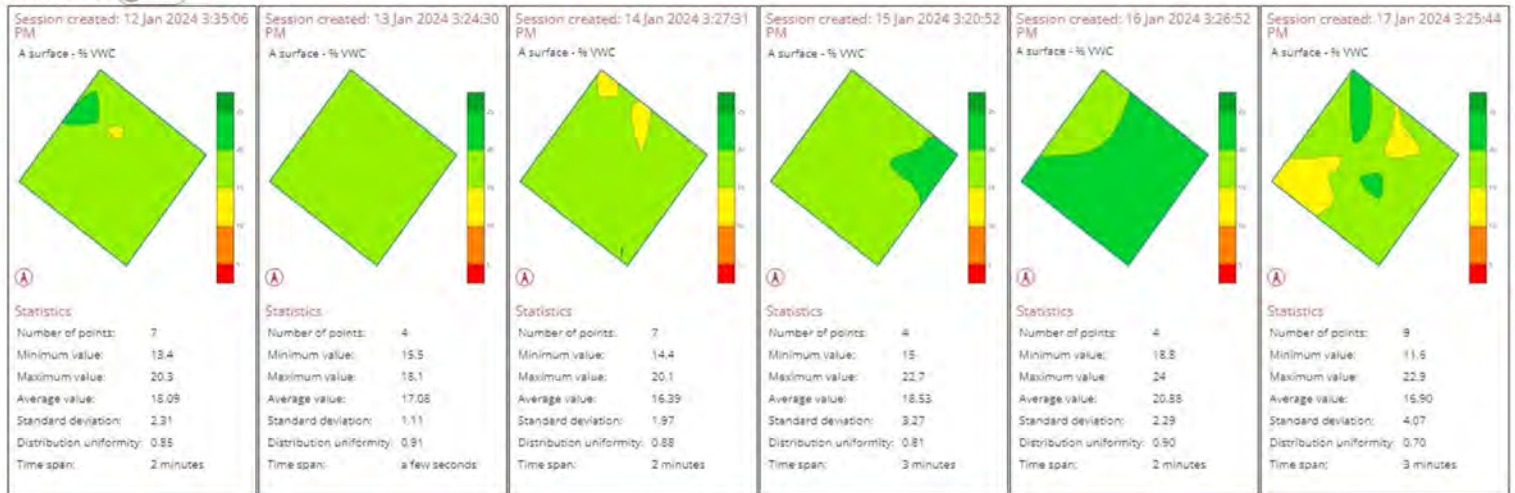 Session created: 12 Jan 2024 3:35:06
PM
A surface - % VWC
Statistics
Number of points: 7
Minimum value: 13.4
Maximum value: 20.3
Average value: 18.09
Standard deviation: 2.31
Distribution uniformity:
Time span: 2 minutes
Session created: 13 Jan 2024 3:24:30
PM
A surface - % VWC
Statistics
Number of points: 4
Minimum value: 15.5
Maximum value: 18.1
Average value: 17.08
Standard deviation: 1.11
Distribution uniformity: 0.91
Time span: a few seconds
Session created: 14 Jan 2024 3:27:31
PM
A surface - % VWC
Statistics
Number of points: 7
Minimum value: 14.4
Maximum value: 20.1
Average value: 16.39
Standard deviation: 1.97
Distribution uniformity: 0.88
Time span: 2 minutes
Session created: 15 Jan 2024 3:20:52
PM
A surface - % VWC
Statistics
Number of points: 4
Minimum value: 15
Maximum value: 22.7
Average value: 18.53
Standard deviation: 3.27
Distribution uniformity: 0.81
Time span: 3 minutes
Session created: 16 Jan 2024 3:26:52
PM
A surface - % VWC
Statistics
Number of points: 4
Minimum value: 18.8
Maximum value: 24
Average value: 20.88
Standard deviation: 2.29
Distribution uniformity: 0.90
Time span: 2 minutes
Session created: 17 Jan 2024 3:25:44
PM
A surface - % VWC
Statistics
Number of points: 9
Minimum value: 11.6
Maximum value: 22.9
Average value: 16.90
Standard deviation: 4.07
Distribution uniformity: 0.70
Time span: 3 minutes